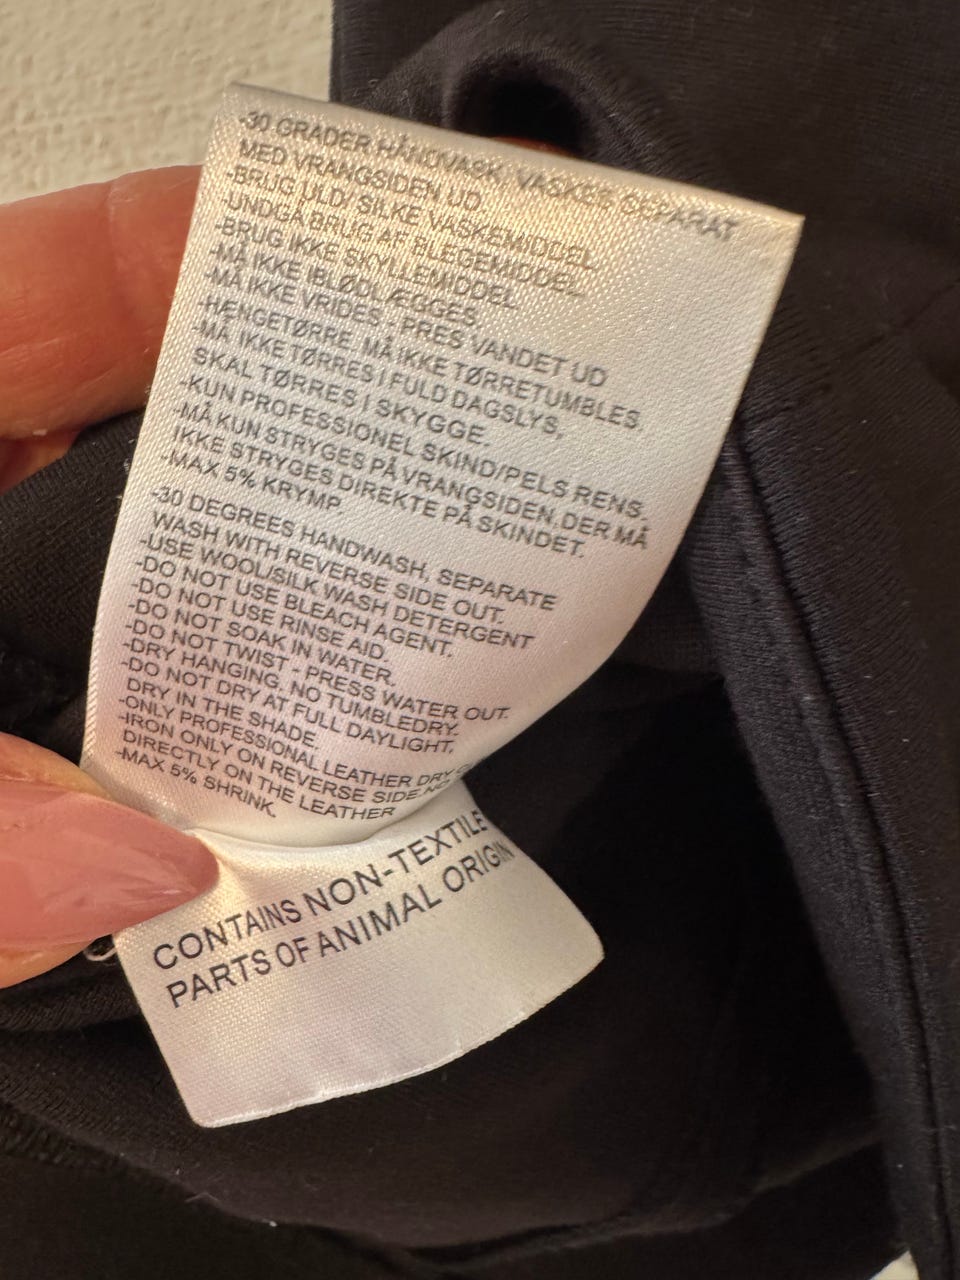 -30 GRADER HÅNDVASK, VASKES SEPARAT
MED VRANGSIDEN UD.
-BRUG ULD/ SILKE VASKEMIDDEL
-UNDGÅ BRUG AF BLEGEMIDDEL.
-BRUG IKKE SKYLLEMIDDEL
-MÅ IKKE IBLØDLÆGGES.
-MÅ IKKE VRIDES - PRES VANDET UD
-HÆNGETØRRE, MÅ IKKE TØRRETUMBLES.
-MÅ IKKE TØRRES I FULD DAGSLYS,
SKAL TØRRES I SKYGGE.
-KUN PROFESSIONEL SKIND/PELS RENS.
-MÅ KUN STRYGES PÅ VRANGSIDEN, DER MÅ
IKKE STRYGES DIREKTE PÅ SKINDET.
-MAX 5% KRYMP.
-30 DEGREES HANDWASH, SEPARATE
WASH WITH REVERSE SIDE OUT.
-USE WOOL/SILK WASH DETERGENT
-DO NOT USE BLEACH AGENT.
-DO NOT USE RINSE AID.
-DO NOT SOAK IN WATER.
-DO NOT TWIST - PRESS WATER OUT.
-DRY HANGING, NO TUMBLEDRY.
-DO NOT DRY AT FULL DAYLIGHT,
DRY IN THE SHADE.
-ONLY PROFESSIONAL LEATHER DRY
-IRON ONLY ON REVERSE SIDE,
DIRECTLY ON THE LEATHER
-MAX 5% SHRINK.
CONTAINS NON-TEXTILE
PARTS OF ANIMAL ORIGIN